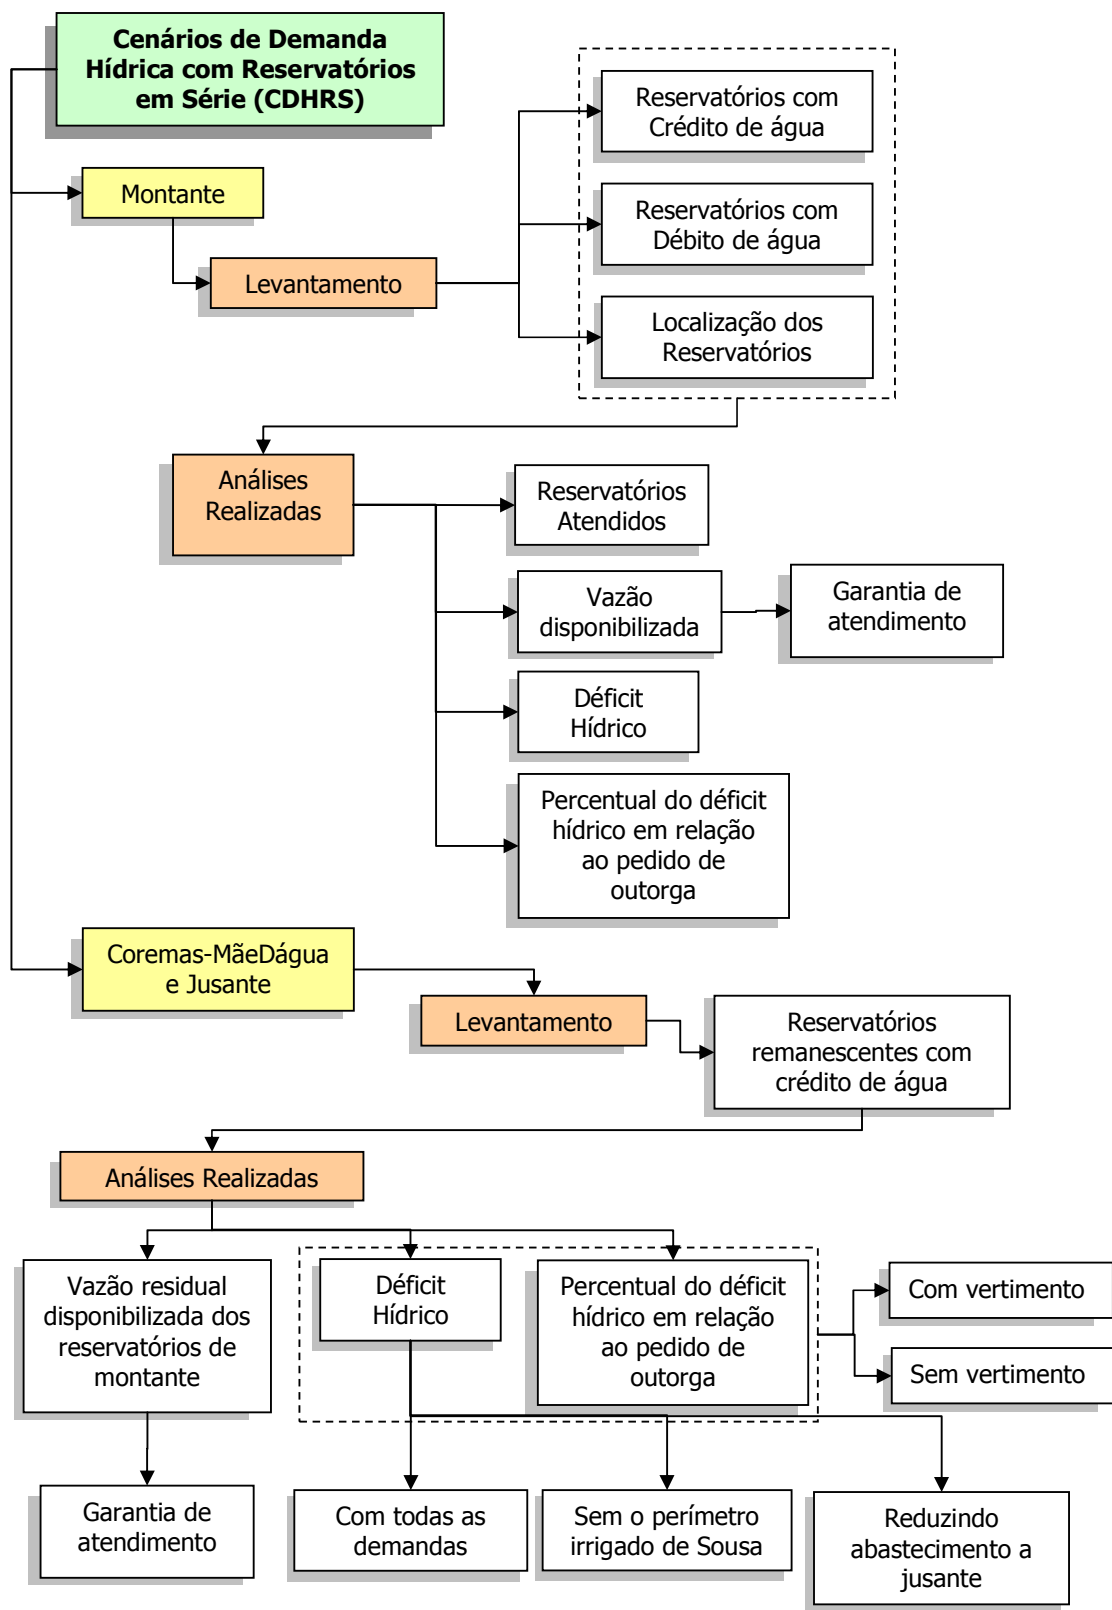 Cenários de Demanda
Hídrica com Reservatórios
em Série (CDHRS)
Reservatórios com
Crédito de água
Montante
Reservatórios com
Débito de água
Levantamento
Localização dos
Reservatórios
Análises
Realizadas
Reservatórios
Atendidos
Vazão
disponibilizada
Garantia de
atendimento
Déficit
Hídrico
Percentual do déficit
hídrico em relação
ao pedido de
outorga
Coremas-MãeDágua
e Jusante
Levantamento
Reservatórios
remanescentes com
crédito de água
Análises Realizadas
Vazão residual
disponibilizada dos
reservatórios de
montante
Déficit
Hídrico
Percentual do déficit
hídrico em relação
ao pedido de
outorga
Com vertimento
Sem vertimento
Garantia de
atendimento
Com todas as
demandas
Sem o perímetro
irrigado de Sousa
Reduzindo
abastecimento a
jusante